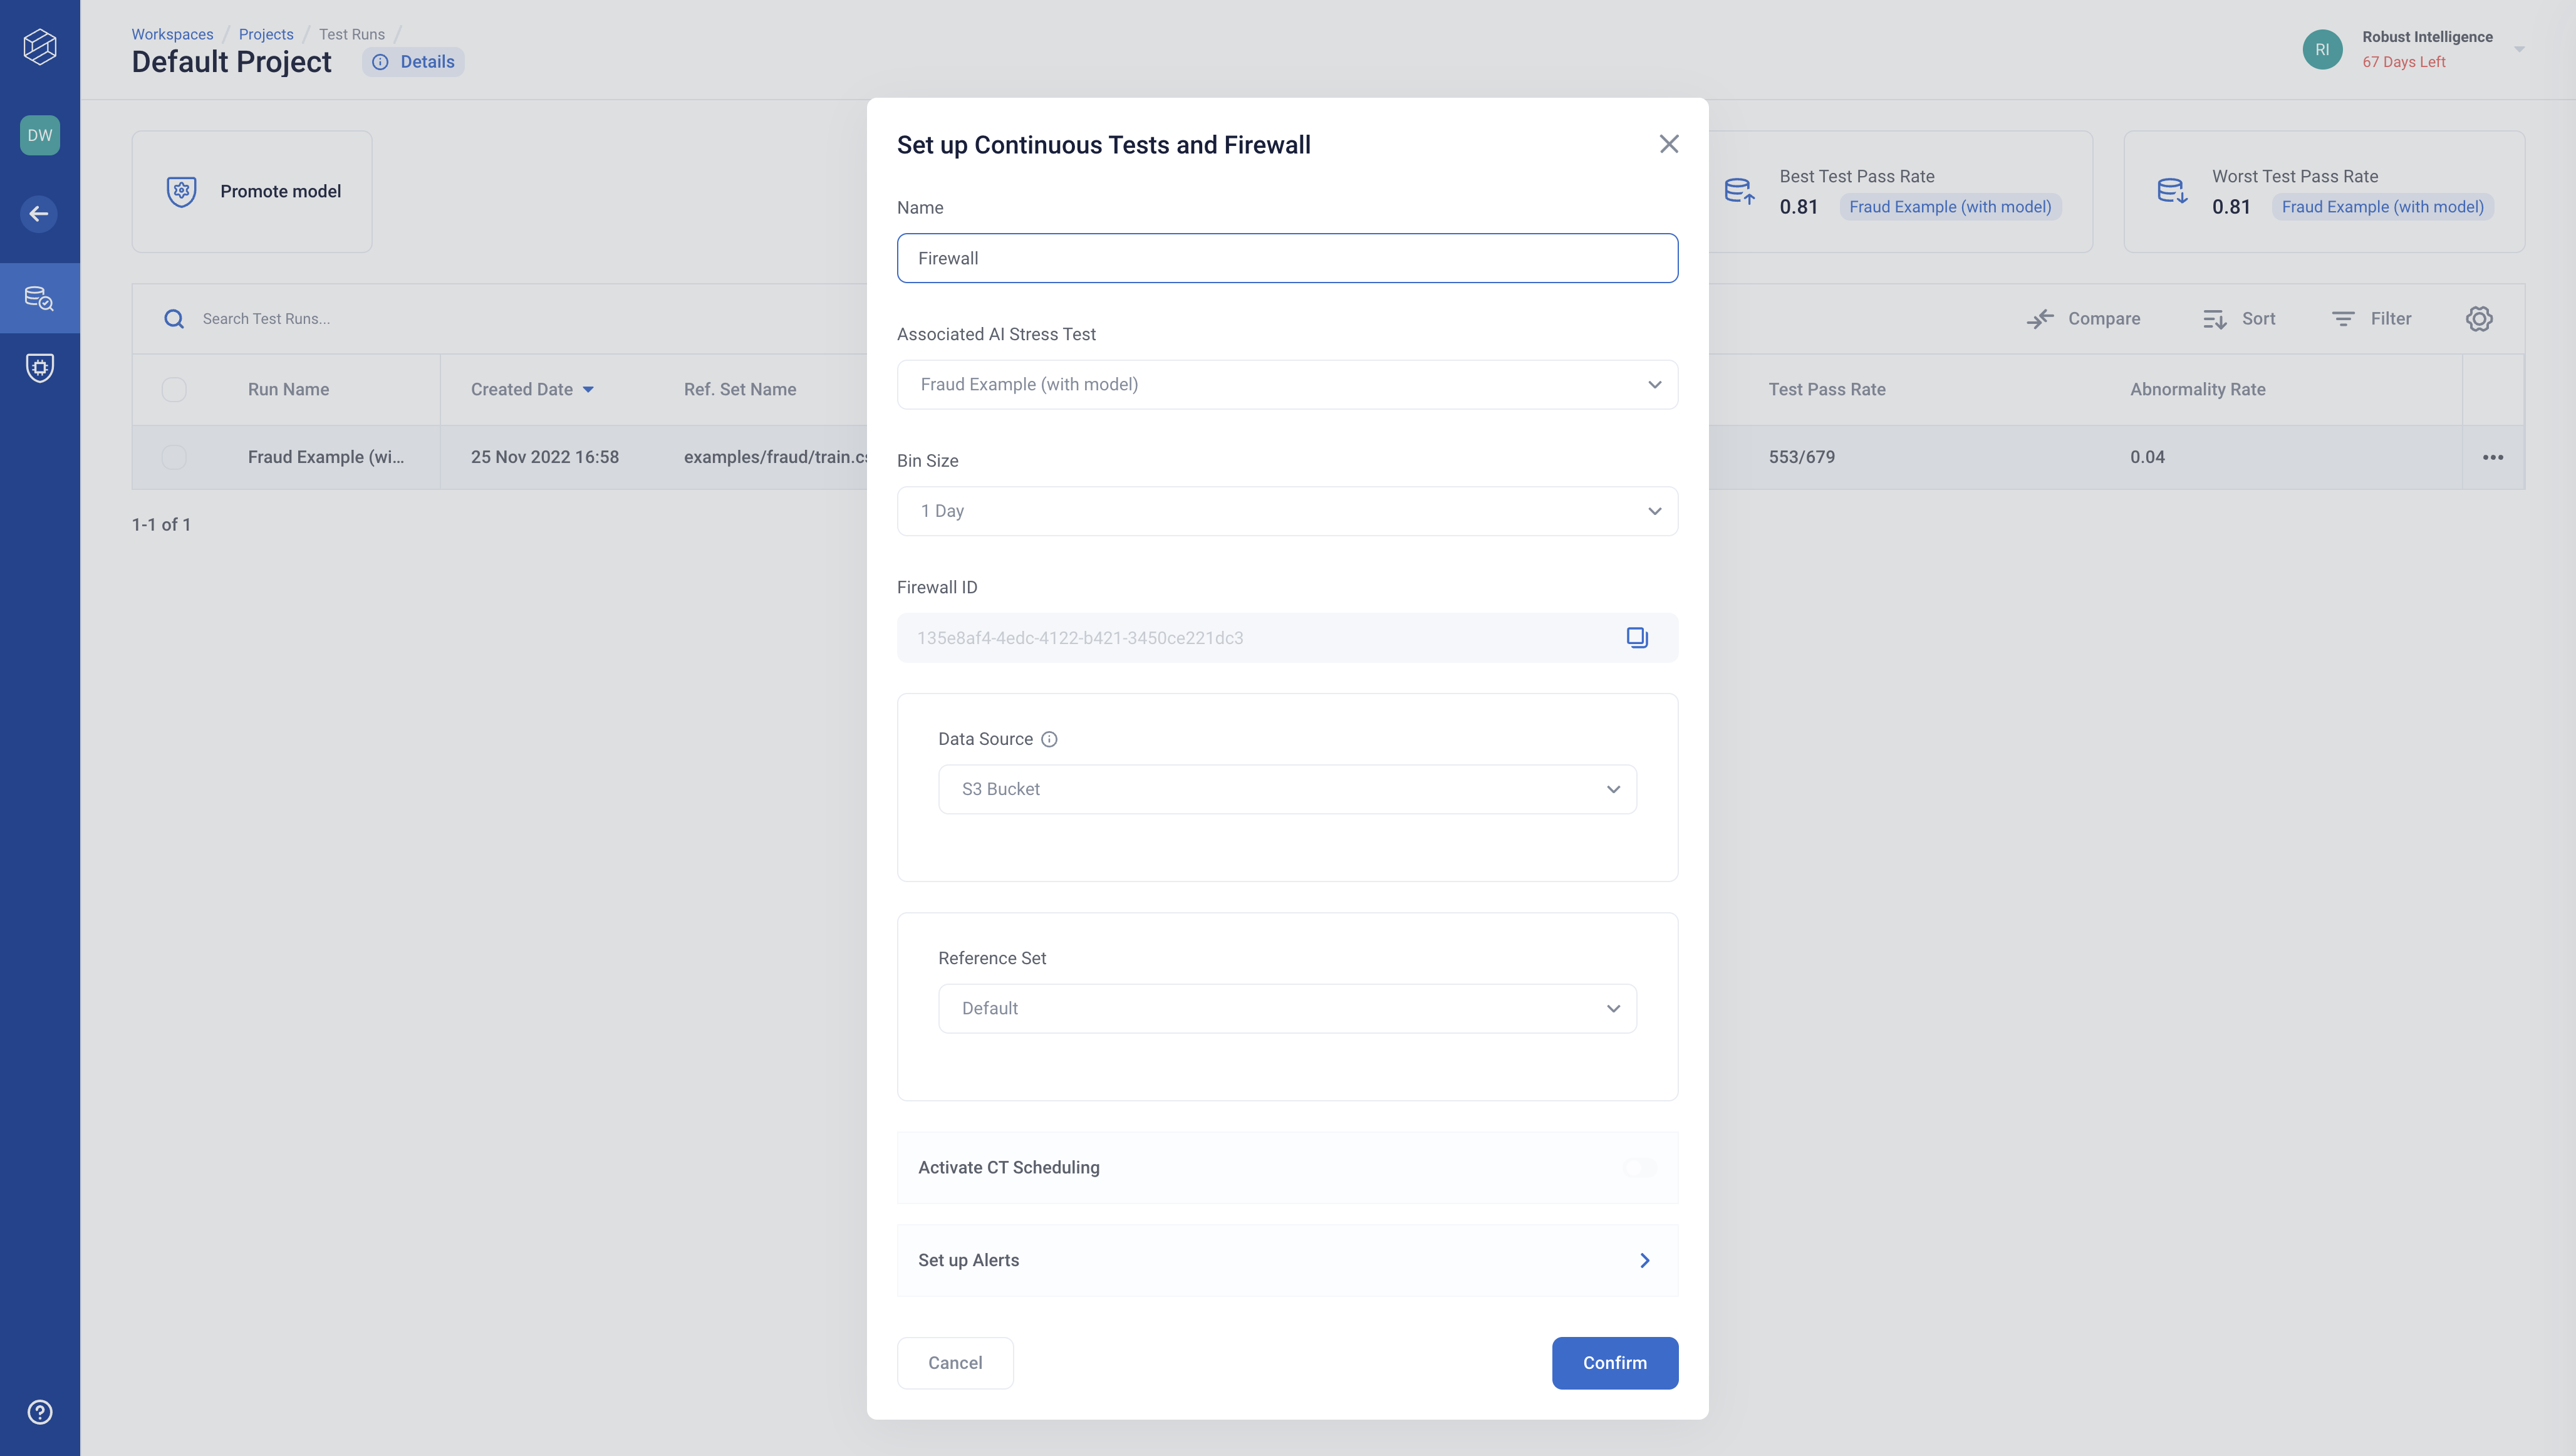 Workspaces / Projects / Test Runs /
Default Project
Details
RI
Robust Intelligence
67 Days Left
DW
Promote model
Best Test Pass Rate
0.81 Fraud Example (with model)
Worst Test Pass Rate
0.81 Fraud Example (with model)
Search Test Runs...
Compare
Sort
Filter
Run Name
Created Date
Ref. Set Name
Test Pass Rate
Abnormality Rate
Fraud Example (wi...
25 Nov 2022 16:58
examples/fraud/train.c
553/679
0.04
1-1 of 1
Set up Continuous Tests and Firewall
Name
Firewall
Associated AI Stress Test
Fraud Example (with model)
Bin Size
1 Day
Firewall ID
135e8af4-4edc-4122-b421-3450ce221dc3
Data Source
S3 Bucket
Reference Set
Default
Activate CT Scheduling
Set up Alerts
Cancel
Confirm